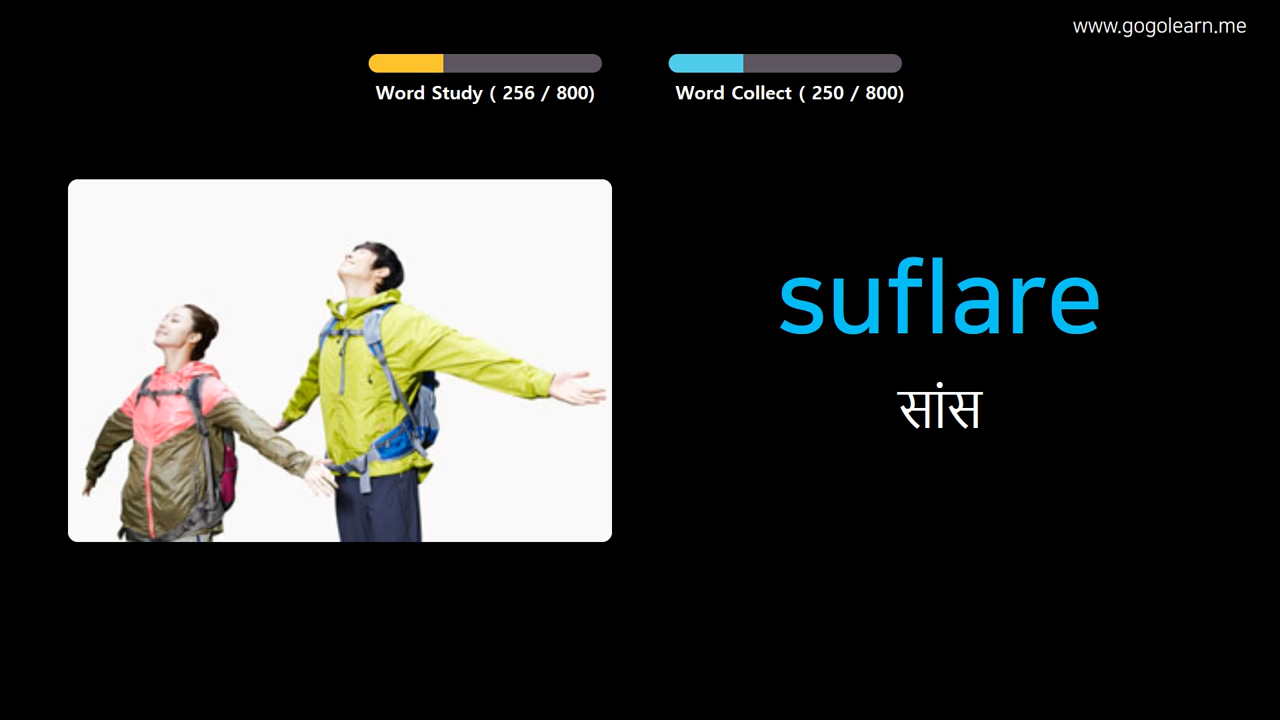 www.gogolearn.me
Word Study ( 256 / 800)
Word Collect ( 250 / 800)
suflare
सांस